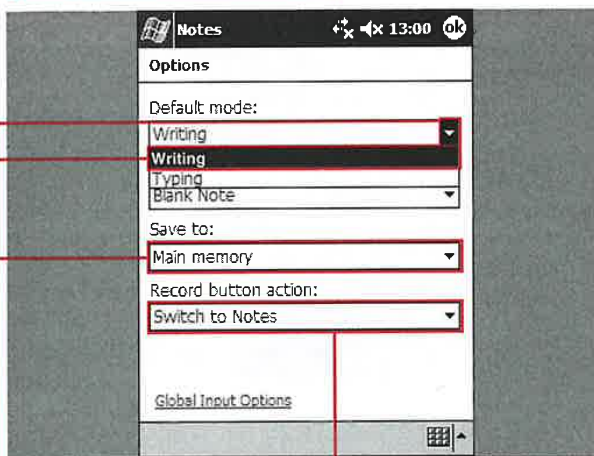 Notes 13:00 ok
Options
Default mode:
Writing
Writing
Typing
Blank Note
Save to:
Main memory
Record button action:
Switch to Notes
Global Input Options